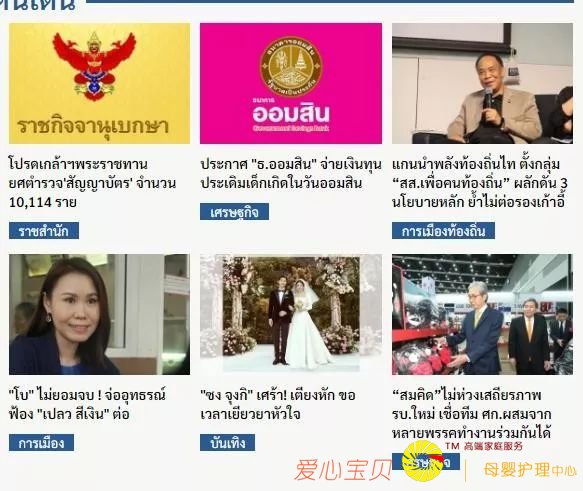 ราชกิจจานุเบกษา
ธนาคารออมสิน
ธนาคาร
ออมสิน
Government Savings Bank
โปรดเกล้าฯพระราชทาน
ยศตำรวจ'สัญญาบัตร' จำนวน
10,114 ราย
ราชสำนัก
ประกาศ "ธ.ออมสิน" จ่ายเงินทุน
ประเดิมเด็กเกิดในวันออมสิน
เศรษฐกิจ
แกนนำพลังท้องถิ่นไท ตั้งกลุ่ม
“สส.เพื่อคนท้องถิ่น” ผลักดัน 3
นโยบายหลัก ย้ำไม่ต่อรองเก้าอี้
การเมืองท้องถิ่น
"โบ" ไม่ยอมจบ ! จ่ออุทธรณ์
ฟ้อง "เปลว สีเงิน" ต่อ
การเมือง
"ซง จุงกิ" เศร้า! เตียงหัก ขอ
เวลาเยียวยาหัวใจ
บันเทิง
“สมคิด”ไม่ห่วงเสถียรภาพ
รบ.ใหม่ เชื่อทีม ศก.ผสมจาก
หลายพรรคทำงานร่วมกันได้
TM 高端家庭服务
爱心宝贝 母婴护理中心